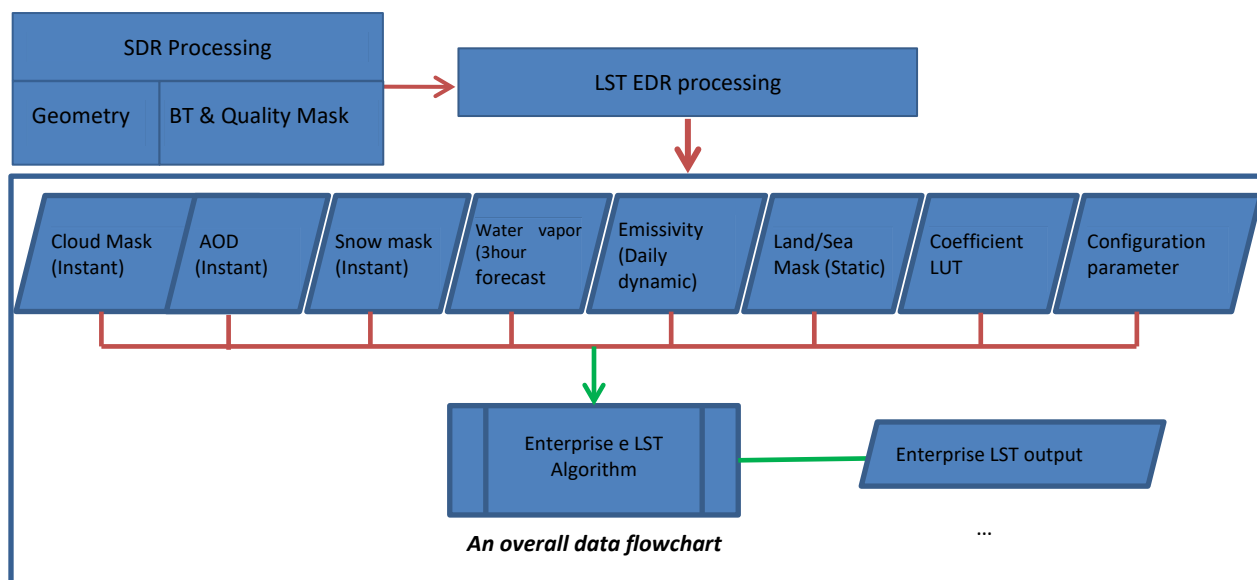 SDR Processing
LST EDR processing
Geometry
BT & Quality Mask
Cloud Mask
(Instant)
AOD
(Instant)
Snow mask
(Instant)
Water vapor
(3hour
forecast
Emissivity
(Daily
dynamic)
Land/Sea
Mask (Static)
Coefficient
LUT
Configuration
parameter
Enterprise e LST
Algorithm
Enterprise LST output
An overall data flowchart
...